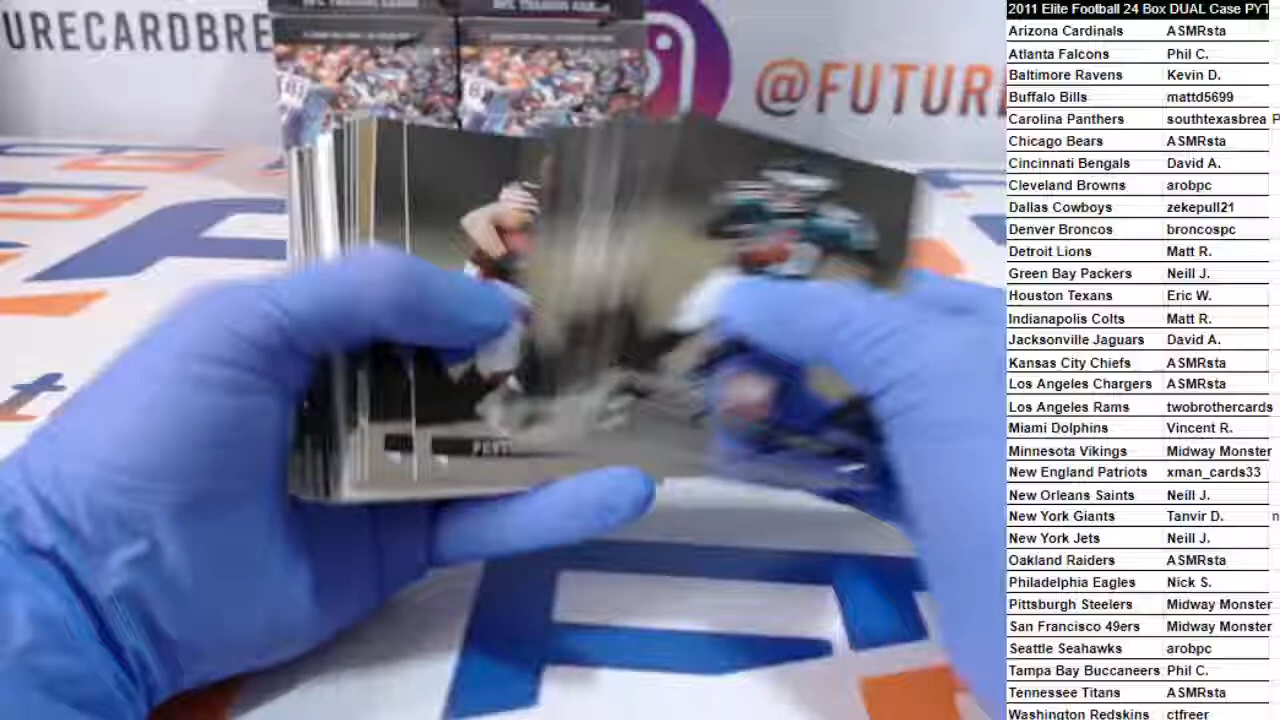 URECARDBRE
@FUTURE
2011 Elite Football 24 Box DUAL Case PYT
Arizona Cardinals ASMRsta
Atlanta Falcons Phil C.
Baltimore Ravens Kevin D.
Buffalo Bills mattd5699
Carolina Panthers southtexasbrea P
Chicago Bears ASMRsta
Cincinnati Bengals David A.
Cleveland Browns arobpc
Dallas Cowboys zekepull21
Denver Broncos broncospc
Detroit Lions Matt R.
Green Bay Packers Neill J.
Houston Texans Eric W.
Indianapolis Colts Matt R.
Jacksonville Jaguars David A.
Kansas City Chiefs ASMRsta
Los Angeles Chargers ASMRsta
Los Angeles Rams twobrothercards
Miami Dolphins Vincent R.
Minnesota Vikings Midway Monster
New England Patriots xman_cards33
New Orleans Saints Neill J.
New York Giants Tanvir D. n
New York Jets Neill J.
Oakland Raiders ASMRsta
Philadelphia Eagles Nick S.
Pittsburgh Steelers Midway Monster
San Francisco 49ers Midway Monster
Seattle Seahawks arobpc
Tampa Bay Buccaneers Phil C.
Tennessee Titans ASMRsta
Washington Redskins ctfreer